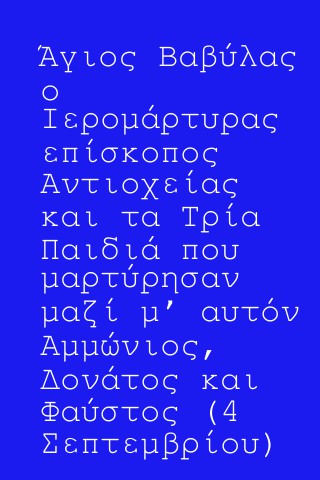 Άγιος Βαβύλας
ο
Ιερομάρτυρας
επίσκοπος
Αντιοχείας
και τα Τρία
Παιδιά που
μαρτύρησαν
μαζί μ’ αυτόν
Αμμώνιος,
Δονάτος και
Φαύστος (4
Σεπτεμβρίου)